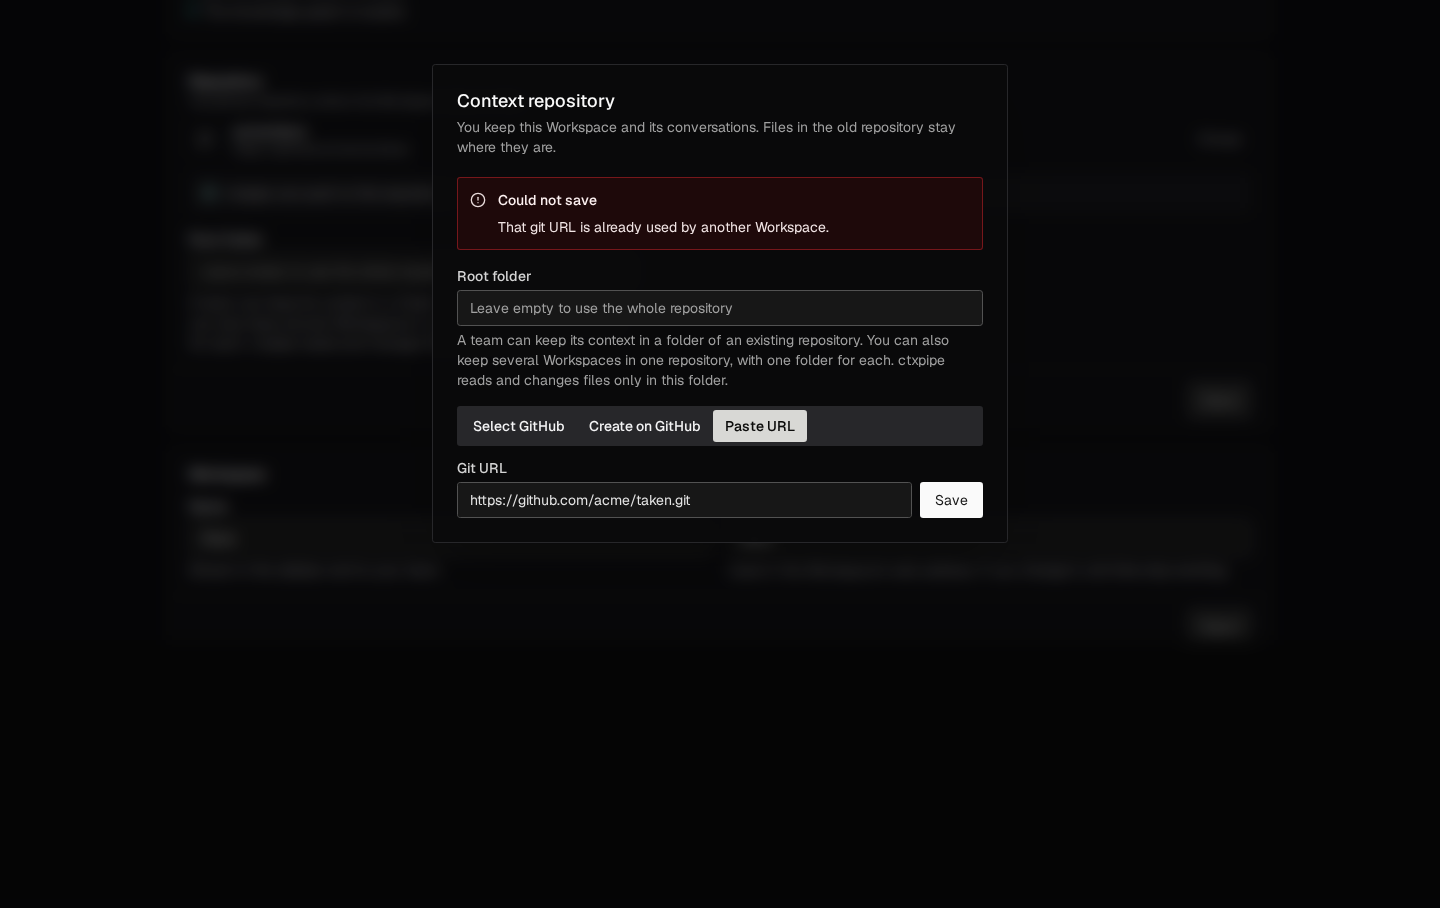 Context repository
You keep this Workspace and its conversations. Files in the old repository stay
where they are.
Could not save
That git URL is already used by another Workspace.
Root folder
Leave empty to use the whole repository
A team can keep its context in a folder of an existing repository. You can also
keep several Workspaces in one repository, with one folder for each. ctxpipe
reads and changes files only in this folder.
Select GitHub
Create on GitHub
Paste URL
Git URL
https://github.com/acme/taken.git
Save